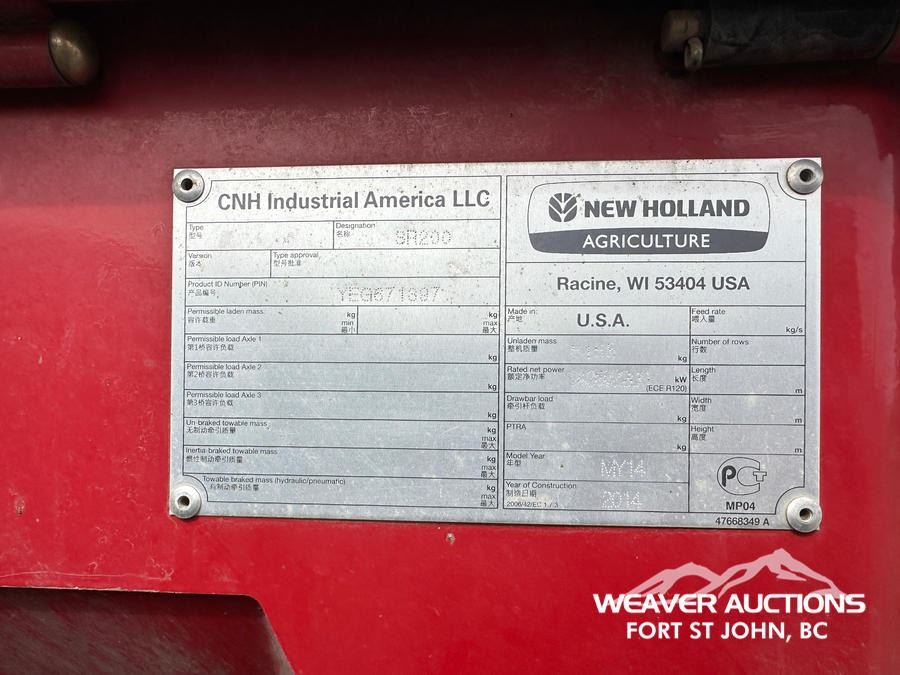 CNH Industrial America LLC
Type
型号
Designation
名称
SR200
Version
版本
Type approval
型号批准
Product ID Number (PIN)
产品编号
YEG671397
Permissible laden mass
容许载重
kg
min
最小
kg
max
最大
Permissible load Axle 1
第1桥容许负载
kg
Permissible load Axle 2
第2桥容许负载
kg
Permissible load Axle 3
第3桥容许负载
kg
Un-braked towable mass
无制动牵引质量
kg
max
最大
Inertia-braked towable mass
惯性制动牵引质量
kg
max
最大
Towable braked mass (hydraulic/pneumatic)
有制动牵引质量
kg
max
最大
NEW HOLLAND
AGRICULTURE
Racine, WI 53404 USA
Made in:
产地
U.S.A.
Feed rate
喂入量
kg/s
Unladen mass
整机质量
kg
Number of rows
行数
Rated net power
额定净功率
kW
(ECE R120)
Length
长度
m
Drawbar load
牵引杆负载
kg
Width
宽度
m
PTRA
kg
Height
高度
m
Model Year
年型
MY14
Year of Construction
制造日期
2006/42/EC 1.7.3
2014
MP04
47668349 A
WEAVER AUCTIONS
FORT ST JOHN, BC